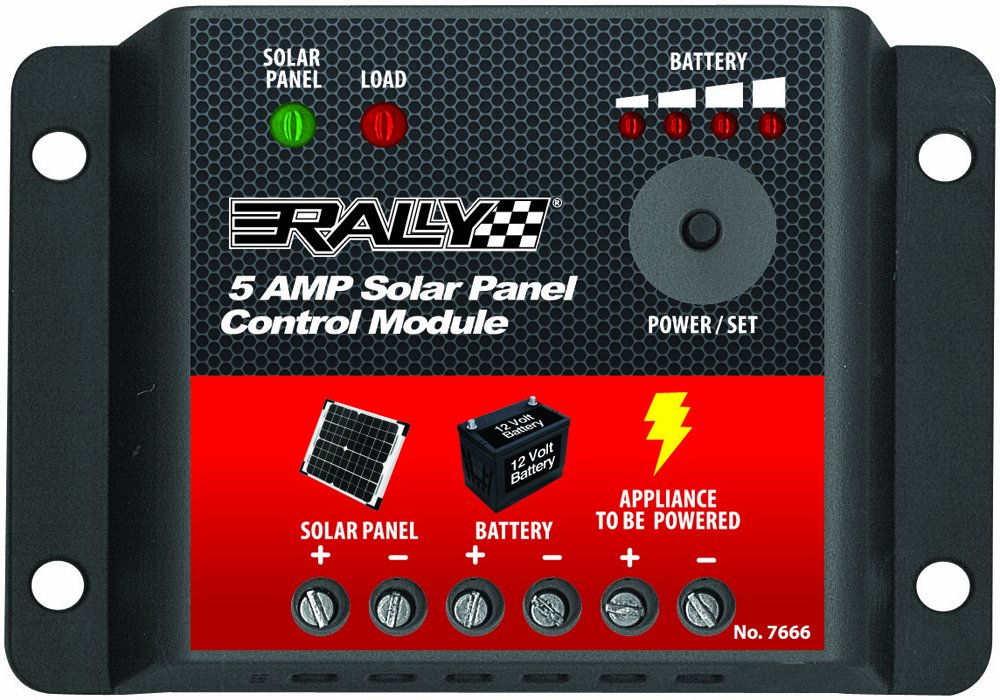 SOLAR
PANEL
LOAD
BATTERY
RALLY®
5 AMP Solar Panel
Control Module
POWER / SET
12 Volt
Battery
12 Volt
Battery
SOLAR PANEL
BATTERY
APPLIANCE
TO BE POWERED
+ − + − + −
No. 7666